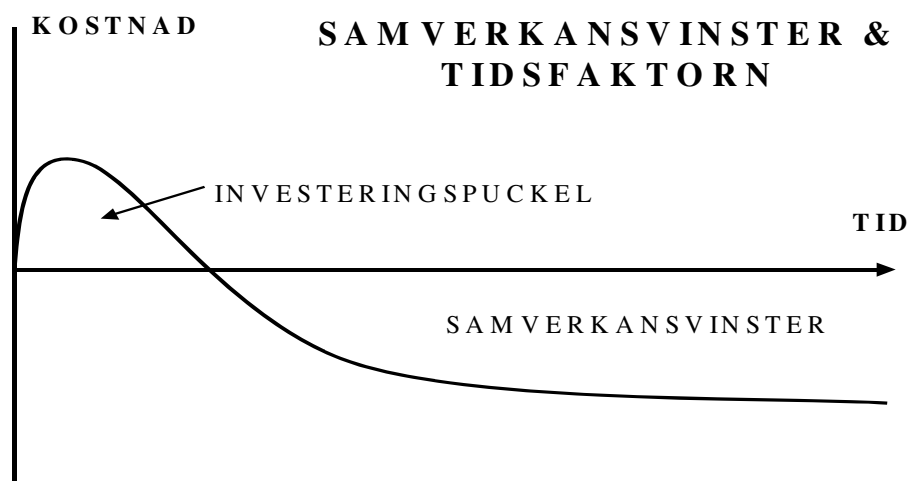 KOSTNAD
SAMVERKANSVINSTER &
TIDSFAKTORN
INVESTERINGSPUCKEL
TID
SAMVERKANSVINSTER